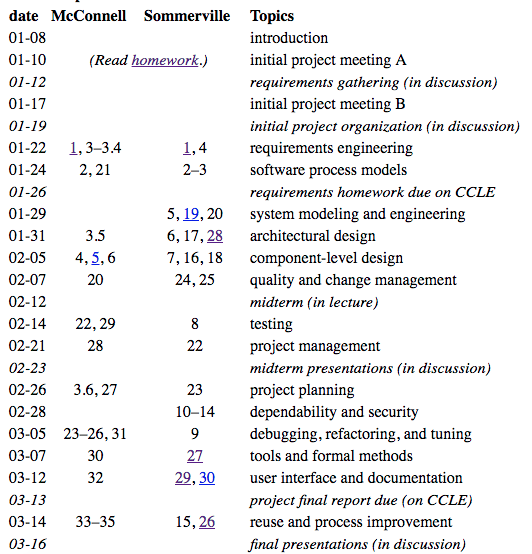 date McConnell Sommerville Topics
01-08 introduction
01-10 (Read homework.) initial project meeting A
01-12 requirements gathering (in discussion)
01-17 initial project meeting B
01-19 initial project organization (in discussion)
01-22 1, 3–3.4 1, 4 requirements engineering
01-24 2, 21 2–3 software process models
01-26 requirements homework due on CCLE
01-29 5, 19, 20 system modeling and engineering
01-31 3.5 6, 17, 28 architectural design
02-05 4, 5, 6 7, 16, 18 component-level design
02-07 20 24, 25 quality and change management
02-12 midterm (in lecture)
02-14 22, 29 8 testing
02-21 28 22 project management
02-23 midterm presentations (in discussion)
02-26 3.6, 27 23 project planning
02-28 10–14 dependability and security
03-05 23–26, 31 9 debugging, refactoring, and tuning
03-07 30 27 tools and formal methods
03-12 32 29, 30 user interface and documentation
03-13 project final report due (on CCLE)
03-14 33–35 15, 26 reuse and process improvement
03-16 final presentations (in discussion)